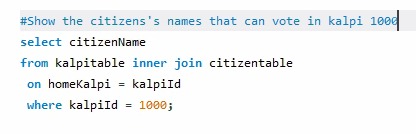 #Show the citizens's names that can vote in kalpi 1000
select citizenName
from kalpitable inner join citizentable
on homeKalpi = kalpiId
where kalpiId = 1000;